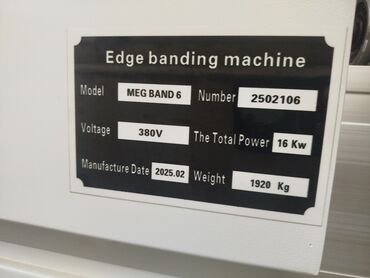 Edge banding machine
Model MEG BAND 6 Number 2502106
Voltage 380V The Total Power 16 Kw
Manufacture Date 2025.02 Weight 1920 Kg